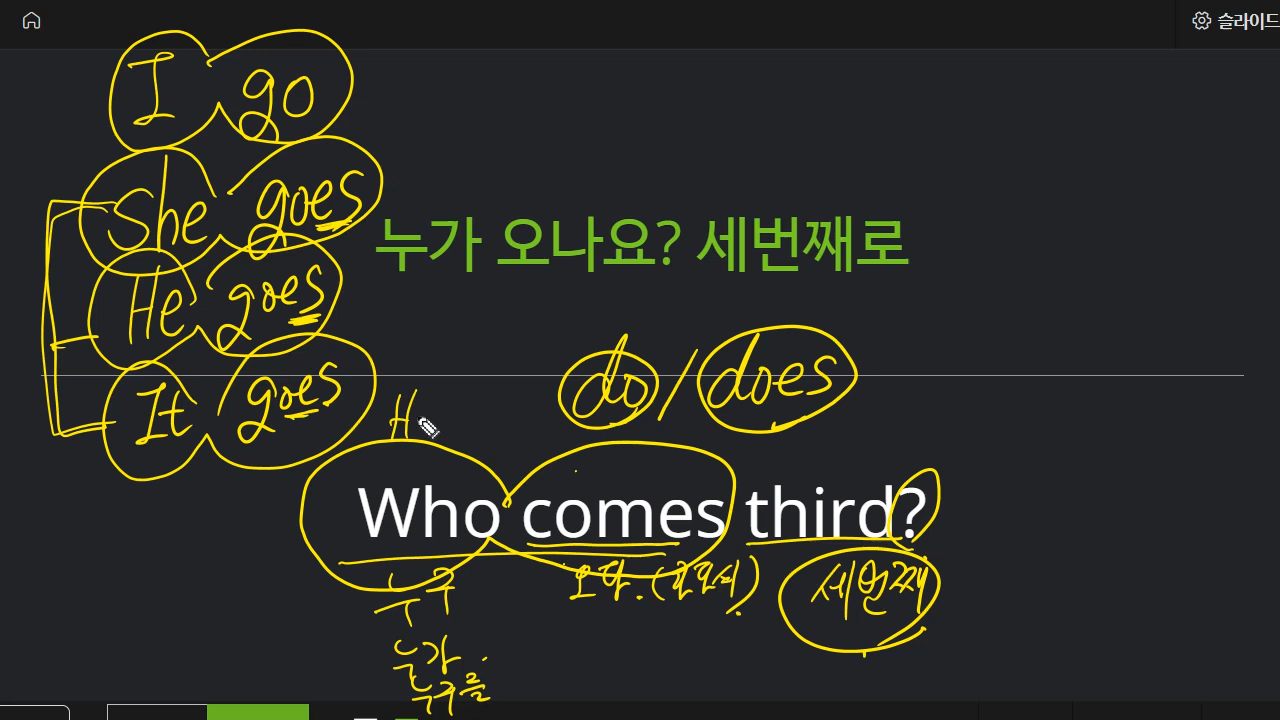 슬라이드
I go
She goes
He goes
It goes
누가 오나요? 세번째로
do/does
H
Who comes third?
누구 오다. 세번째
누가
누구를